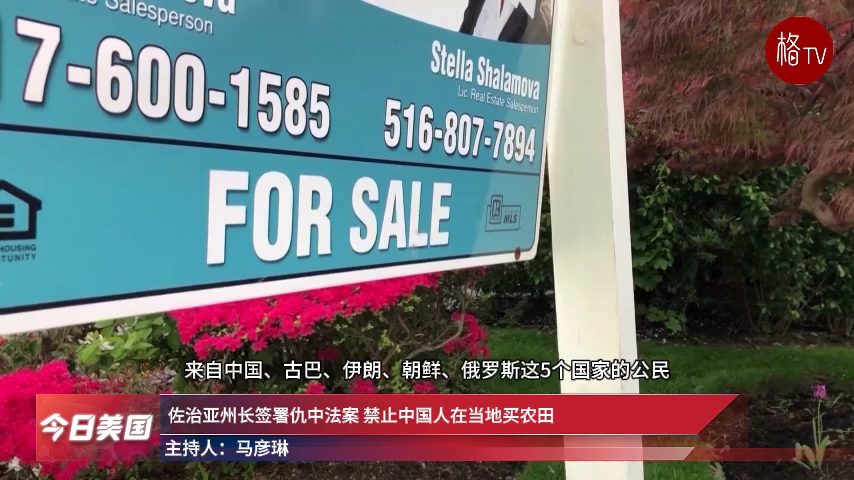 格TV
Salesperson
7-600-1585
Stella Shalamova
Lic. Real Estate Salesperson
516-807-7894
FOR SALE
MLS
HOUSING
来自中国、古巴、伊朗、朝鲜、俄罗斯这5个国家的公民
今日美国
佐治亚州长签署仇中法案 禁止中国人在当地买农田
主持人：马彦琳